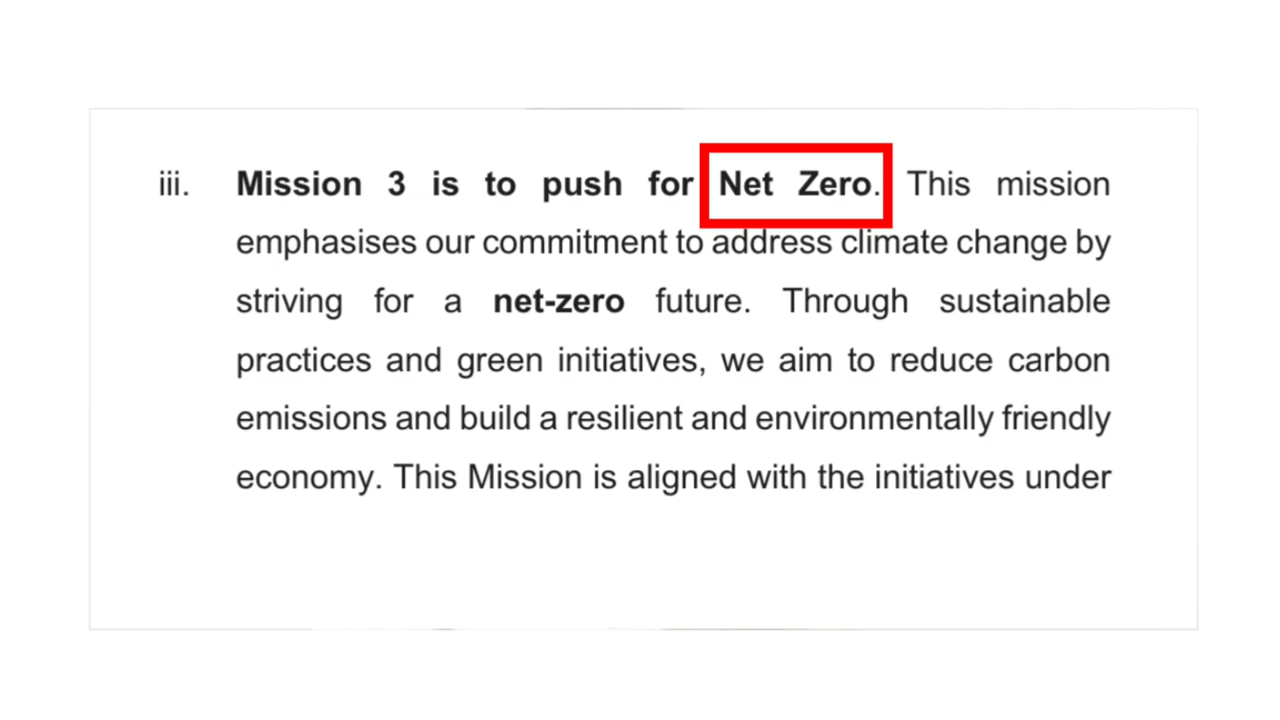 iii. Mission 3 is to push for Net Zero. This mission
emphasises our commitment to address climate change by
striving for a net-zero future. Through sustainable
practices and green initiatives, we aim to reduce carbon
emissions and build a resilient and environmentally friendly
economy. This Mission is aligned with the initiatives under